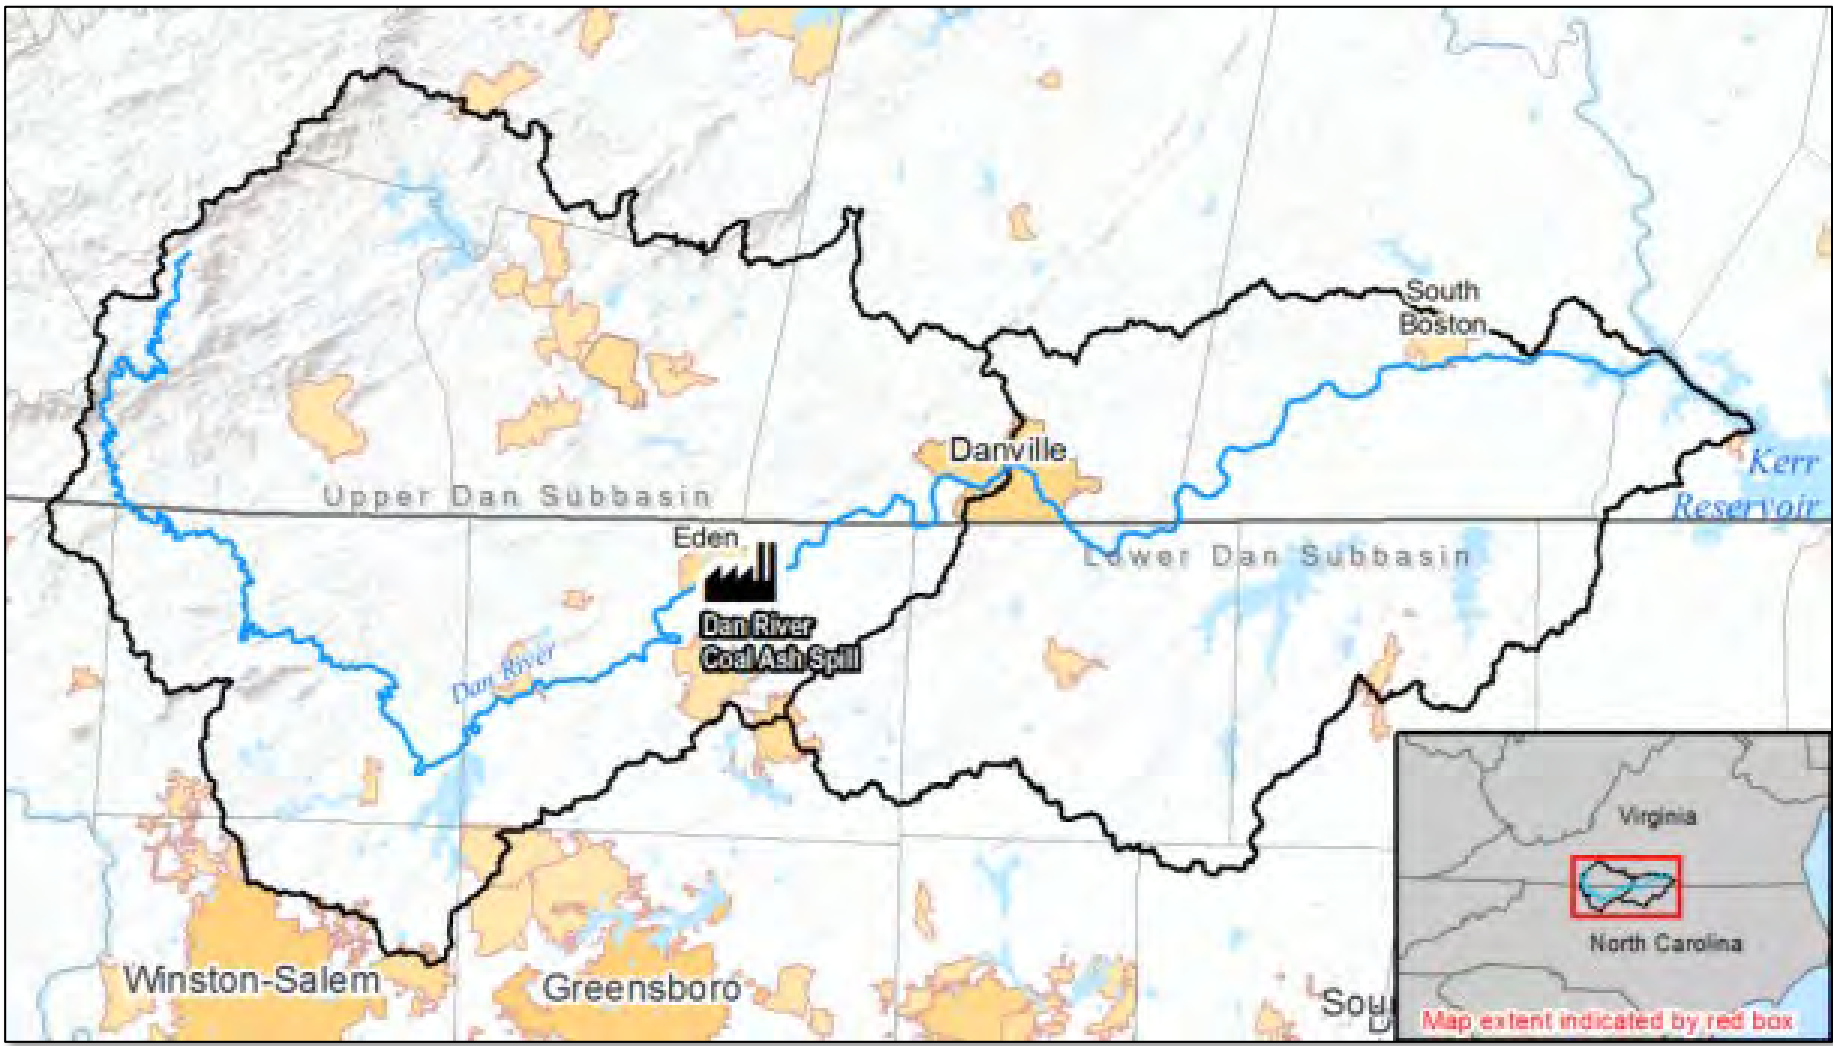 South
Boston
Danville
Kerr
Reservoir
Upper Dan Subbasin
Eden
Lower Dan Subbasin
Dan River
Coal Ash Spill
Dan River
Virginia
North Carolina
Winston-Salem
Greensboro
Sou
Map extent indicated by red box